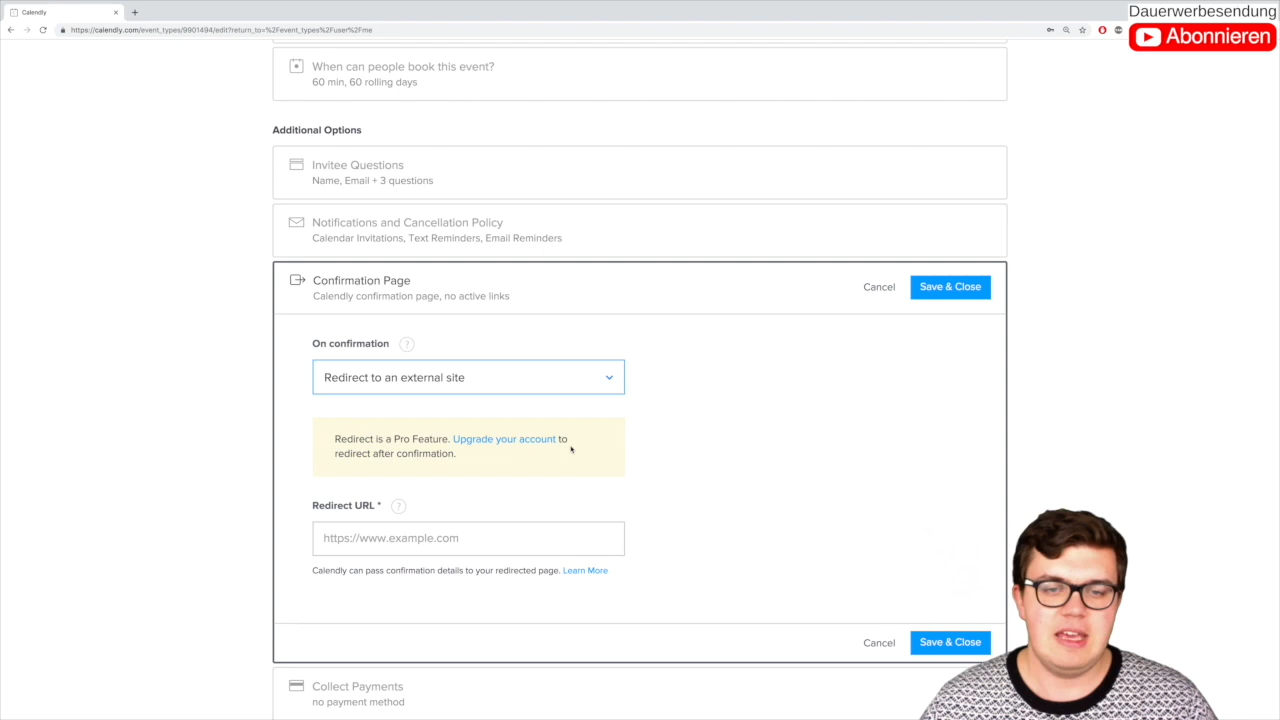 Calendly
https://calendly.com/event_types/9901494/edit?return_to=%2Fevent_types%2Fuser%2Fme
Dauerwerbesendung
Abonnieren
When can people book this event?
60 min, 60 rolling days
Additional Options
Invitee Questions
Name, Email + 3 questions
Notifications and Cancellation Policy
Calendar Invitations, Text Reminders, Email Reminders
Confirmation Page
Calendly confirmation page, no active links
Cancel
Save & Close
On confirmation ?
Redirect to an external site
Redirect is a Pro Feature. Upgrade your account to
redirect after confirmation.
Redirect URL * ?
https://www.example.com
Calendly can pass confirmation details to your redirected page. Learn More
Cancel
Save & Close
Collect Payments
no payment method